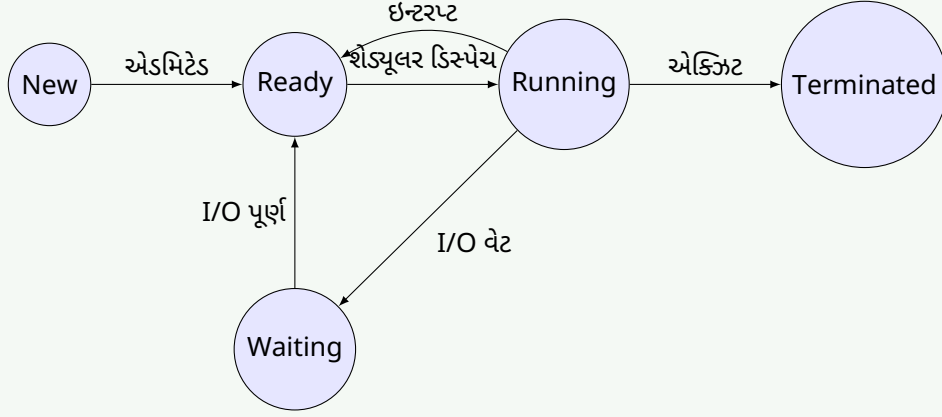 ઇન્ટરપ્ટ
New
એડમિટેડ
Ready
શેડ્યૂલર ડિસ્પેચ
Running
એક્ઝિટ
Terminated
I/O પૂર્ણ
I/O વેટ
Waiting